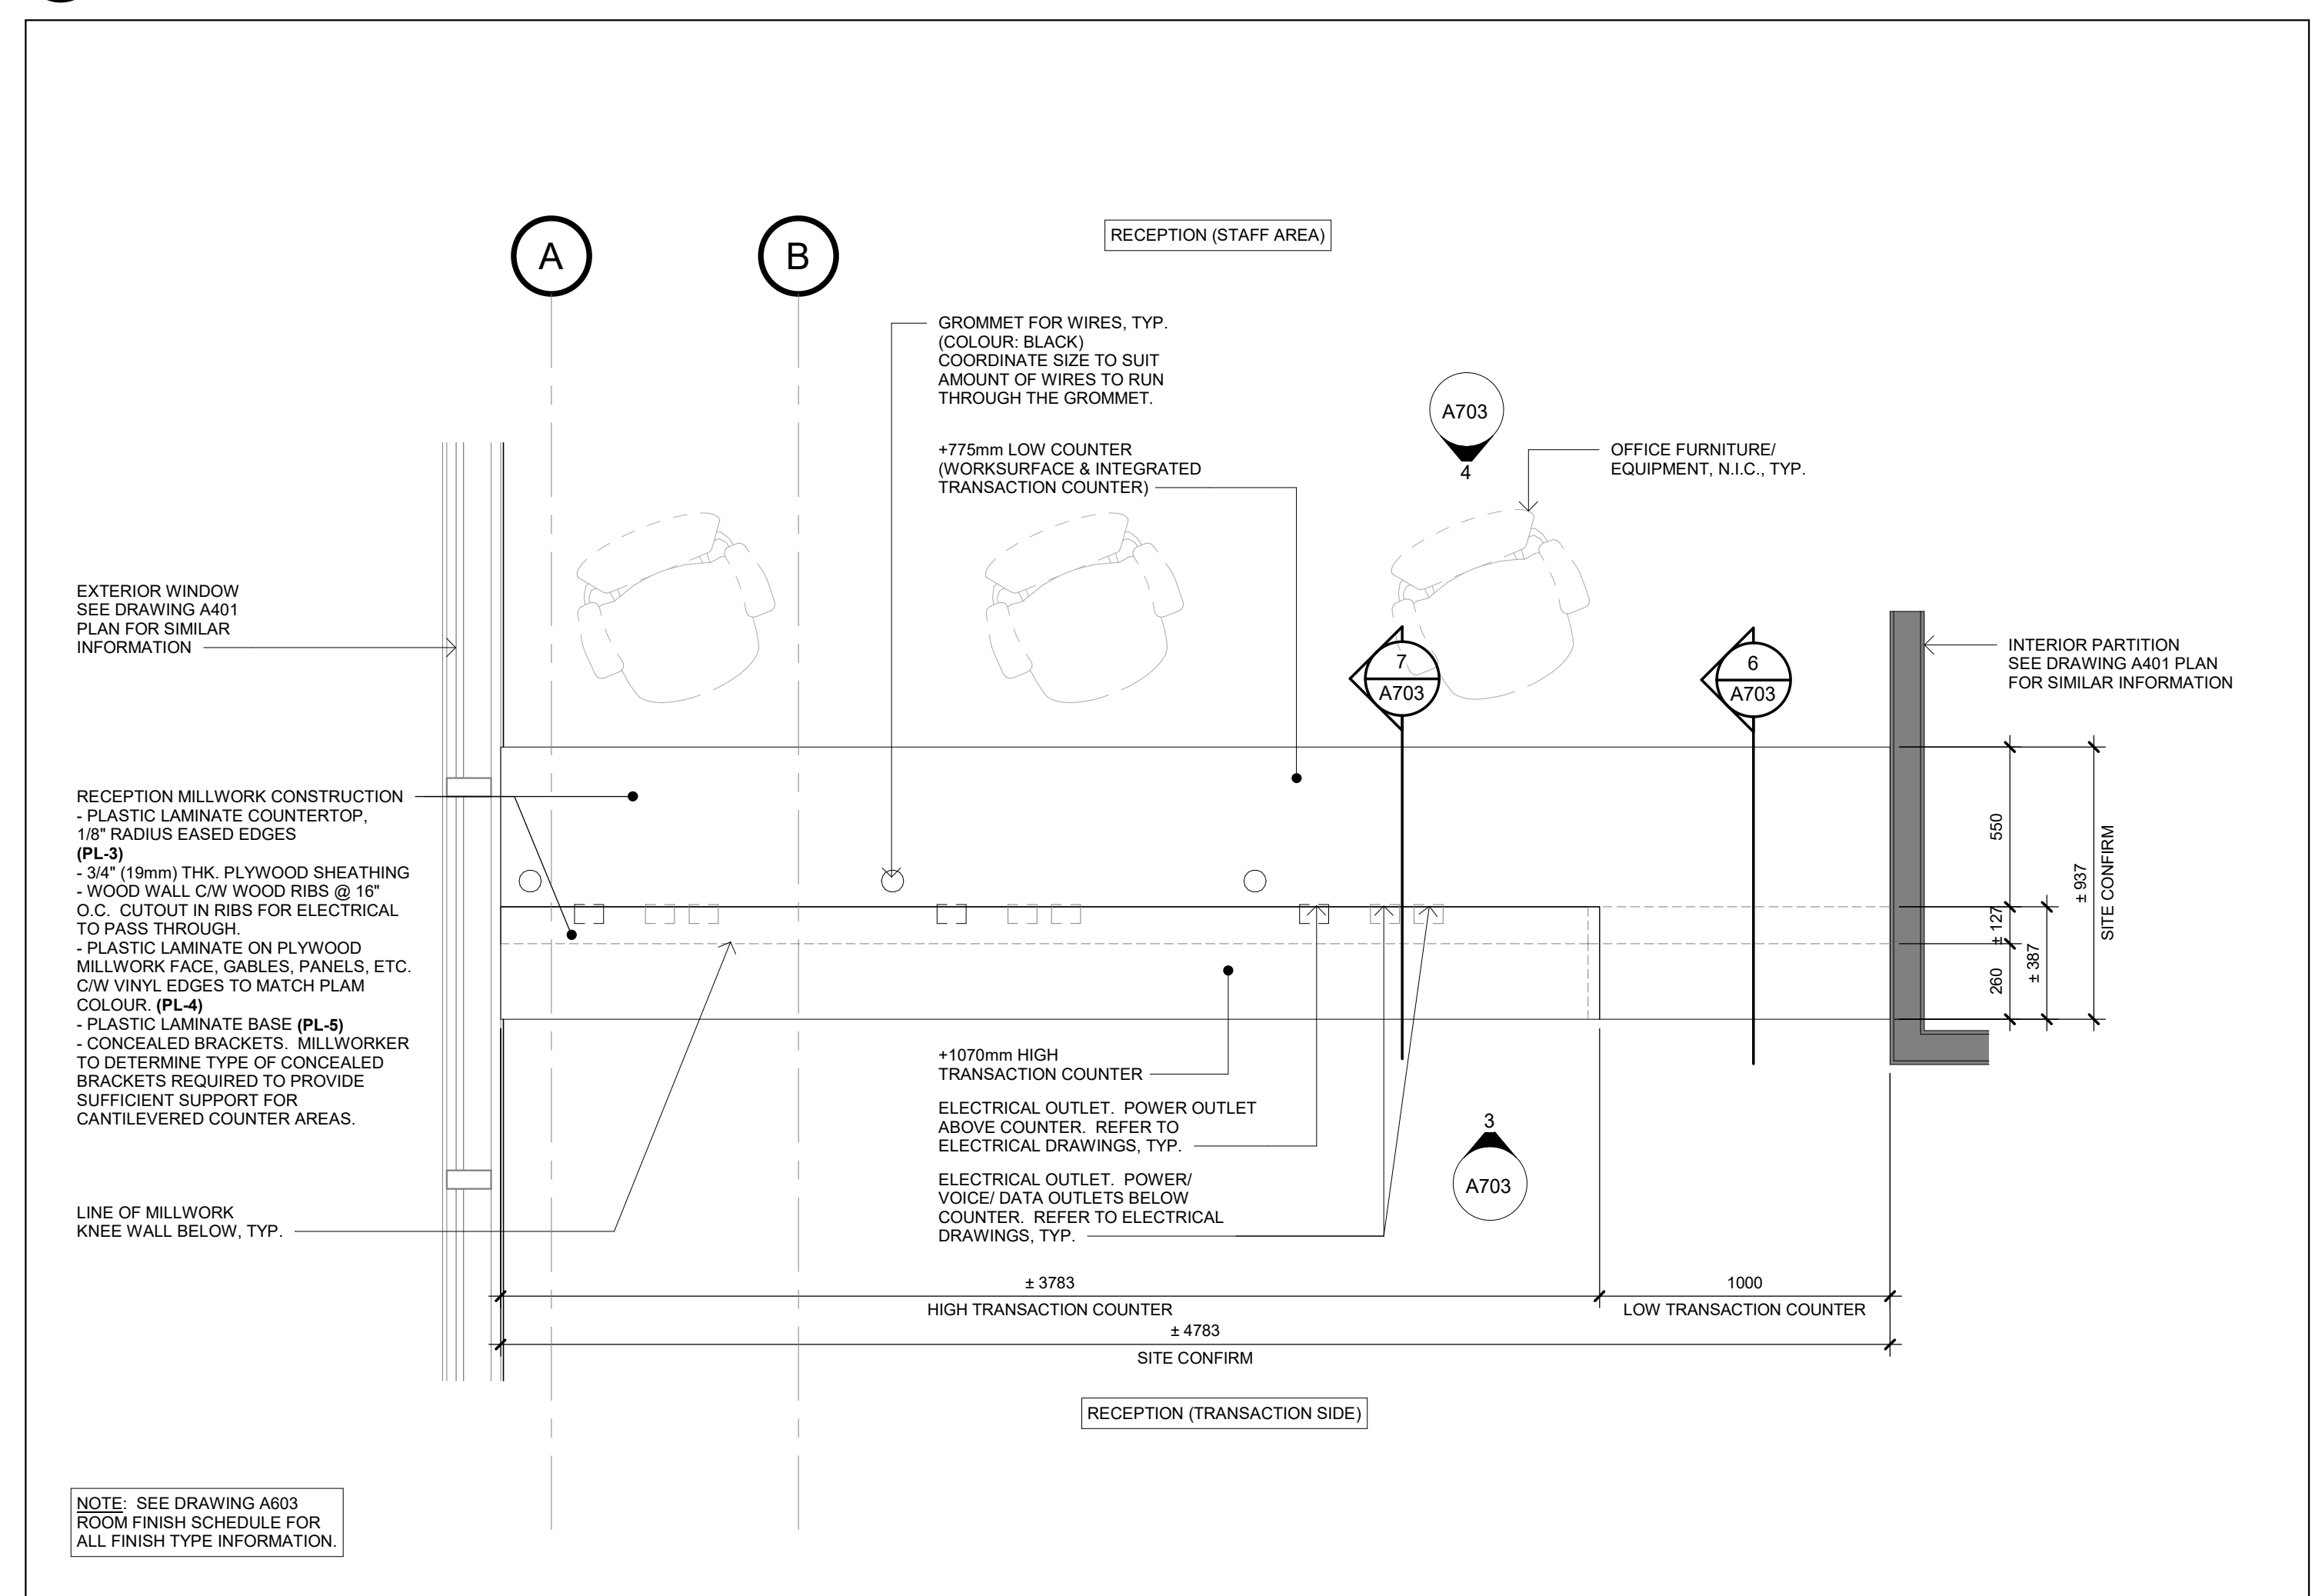 RECEPTION (STAFF AREA)
A
B
GROMMET FOR WIRES, TYP.
(COLOUR: BLACK)
COORDINATE SIZE TO SUIT
AMOUNT OF WIRES TO RUN
THROUGH THE GROMMET.
A703
4
+775mm LOW COUNTER
(WORKSURFACE & INTEGRATED
TRANSACTION COUNTER)
OFFICE FURNITURE/
EQUIPMENT, N.I.C., TYP.
EXTERIOR WINDOW
SEE DRAWING A401
PLAN FOR SIMILAR
INFORMATION
7
A703
6
A703
INTERIOR PARTITION
SEE DRAWING A401 PLAN
FOR SIMILAR INFORMATION
RECEPTION MILLWORK CONSTRUCTION
- PLASTIC LAMINATE COUNTERTOP,
1/8" RADIUS EASED EDGES
(PL-3)
- 3/4" (19mm) THK. PLYWOOD SHEATHING
- WOOD WALL C/W WOOD RIBS @ 16"
O.C.  CUTOUT IN RIBS FOR ELECTRICAL
TO PASS THROUGH.
- PLASTIC LAMINATE ON PLYWOOD
MILLWORK FACE, GABLES, PANELS, ETC.
C/W VINYL EDGES TO MATCH PLAM
COLOUR. (PL-4)
- PLASTIC LAMINATE BASE (PL-5)
- CONCEALED BRACKETS.  MILLWORKER
TO DETERMINE TYPE OF CONCEALED
BRACKETS REQUIRED TO PROVIDE
SUFFICIENT SUPPORT FOR
CANTILEVERED COUNTER AREAS.
550
± 127
260
± 387
± 937
SITE CONFIRM
+1070mm HIGH
TRANSACTION COUNTER
ELECTRICAL OUTLET.  POWER OUTLET
ABOVE COUNTER.  REFER TO
ELECTRICAL DRAWINGS, TYP.
ELECTRICAL OUTLET.  POWER/
VOICE/ DATA OUTLETS BELOW
COUNTER.  REFER TO ELECTRICAL
DRAWINGS, TYP.
3
A703
LINE OF MILLWORK
KNEE WALL BELOW, TYP.
± 3783
HIGH TRANSACTION COUNTER
1000
LOW TRANSACTION COUNTER
± 4783
SITE CONFIRM
RECEPTION (TRANSACTION SIDE)
NOTE:  SEE DRAWING A603
ROOM FINISH SCHEDULE FOR
ALL FINISH TYPE INFORMATION.